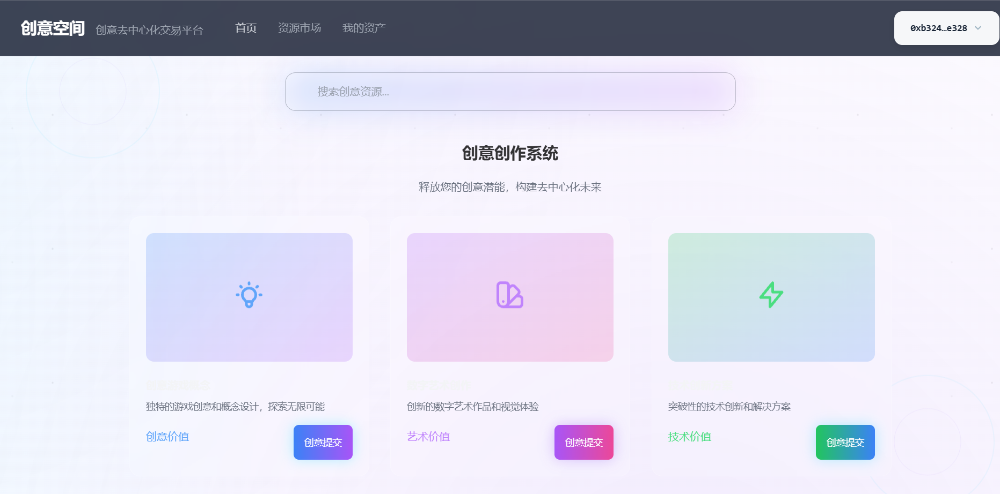 创意空间 创意去中心化交易平台 首页 资源市场 我的资产 0xb324...e328
搜索创意资源...
创意创作系统
释放您的创意潜能，构建去中心化未来
独特的游戏创意和概念设计，探索无限可能
创意价值 创意提交
创新的数字艺术作品和视觉体验
艺术价值 创意提交
突破性的技术创新和解决方案
技术价值 创意提交